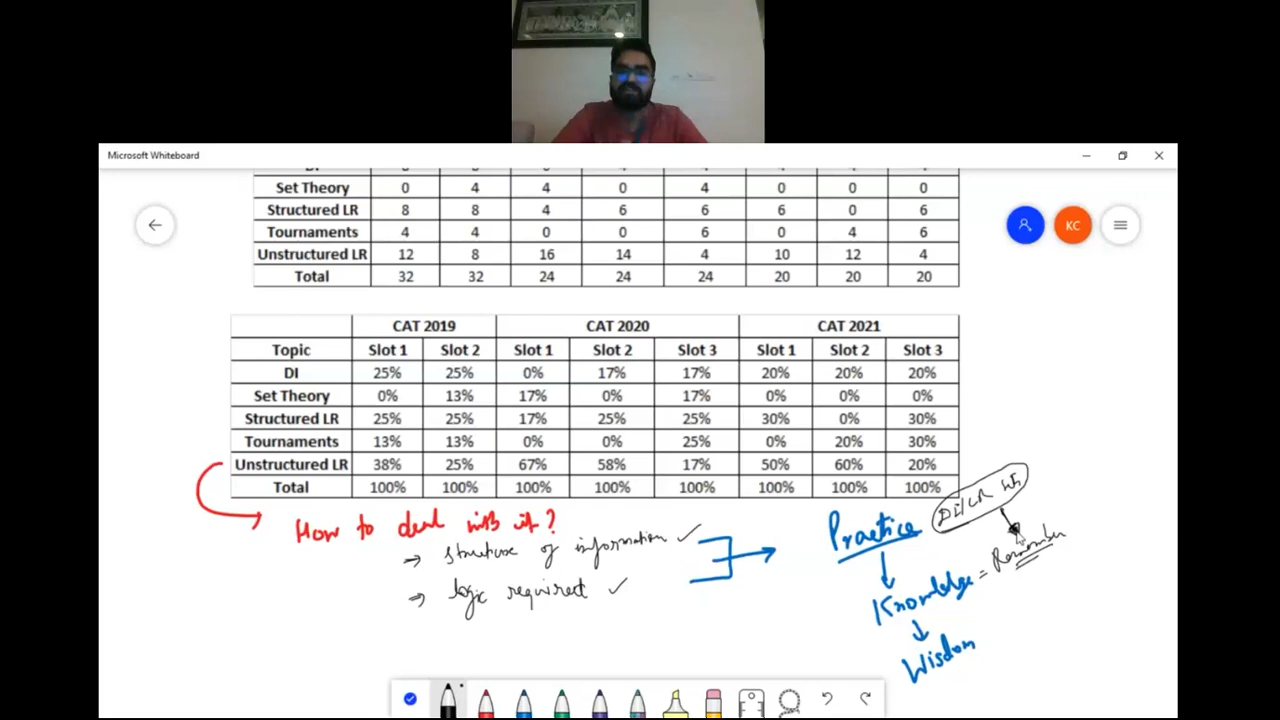 Microsoft Whiteboard
Set Theory 0 4 4 0 4 0 0 0
Structured LR 8 8 4 6 6 6 0 6
Tournaments 4 4 0 0 6 0 4 6
Unstructured LR 12 8 16 14 4 10 12 4
Total 32 32 24 24 24 20 20 20
KC
CAT 2019 CAT 2020 CAT 2021
Topic Slot 1 Slot 2 Slot 1 Slot 2 Slot 3 Slot 1 Slot 2 Slot 3
DI 25% 25% 0% 17% 17% 20% 20% 20%
Set Theory 0% 13% 17% 0% 17% 0% 0% 0%
Structured LR 25% 25% 17% 25% 25% 30% 0% 30%
Tournaments 13% 13% 0% 0% 25% 0% 20% 30%
Unstructured LR 38% 25% 67% 58% 17% 50% 60% 20%
Total 100% 100% 100% 100% 100% 100% 100% 100%
How to deal with it?
⇒ structure of information ✓
⇒ logic required ✓
Practice
DI/LR
Knowledge = Remember
Wisdom